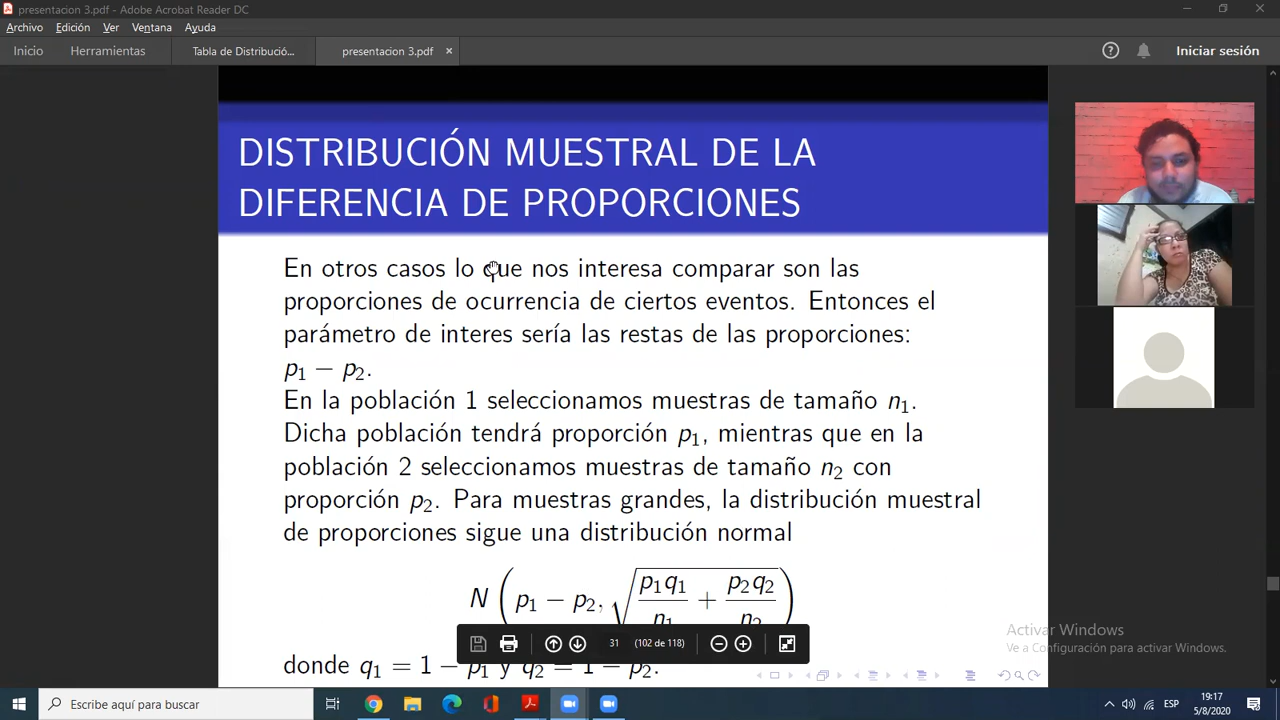 presentacion 3.pdf - Adobe Acrobat Reader DC
Archivo Edición Ver Ventana Ayuda
Inicio Herramientas Tabla de Distribució... presentacion 3.pdf × Iniciar sesión
DISTRIBUCIÓN MUESTRAL DE LA
DIFERENCIA DE PROPORCIONES
En otros casos lo que nos interesa comparar son las
proporciones de ocurrencia de ciertos eventos. Entonces el
parámetro de interes sería las restas de las proporciones:
p₁ − p₂.
En la población 1 seleccionamos muestras de tamaño n₁.
Dicha población tendrá proporción p₁, mientras que en la
población 2 seleccionamos muestras de tamaño n₂ con
proporción p₂. Para muestras grandes, la distribución muestral
de proporciones sigue una distribución normal
N(p₁ − p₂, √(p₁q₁/n₁ + p₂q₂/n₂))
31 (102 de 118)
donde q₁ = 1 − p₁ y q₂ = 1 − p₂.
Activar Windows
Ve a Configuración para activar Windows.
Escribe aquí para buscar
ESP
19:17
5/8/2020